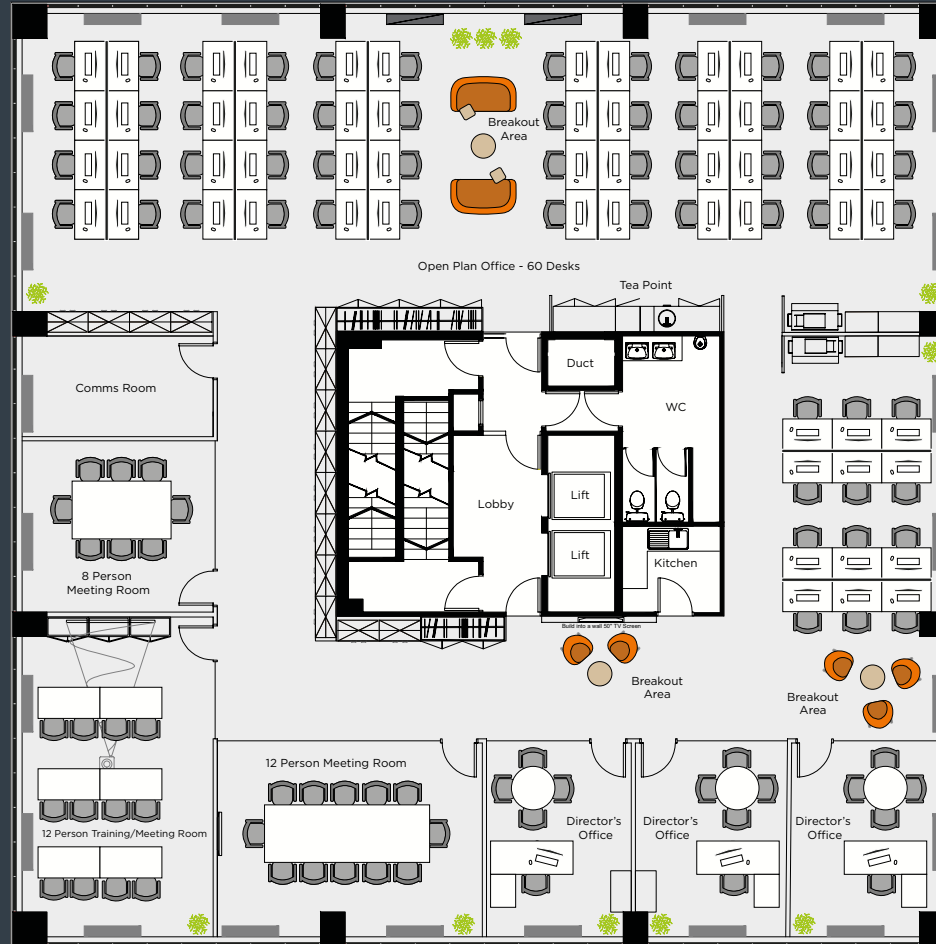 Breakout
Area
Open Plan Office - 60 Desks
Tea Point
Duct
Comms Room
WC
Lobby
Lift
Lift
Kitchen
8 Person
Meeting Room
Build into a wall 50" TV Screen
Breakout
Area
Breakout
Area
12 Person Meeting Room
12 Person Training/Meeting Room
Director's
Office
Director's
Office
Director's
Office